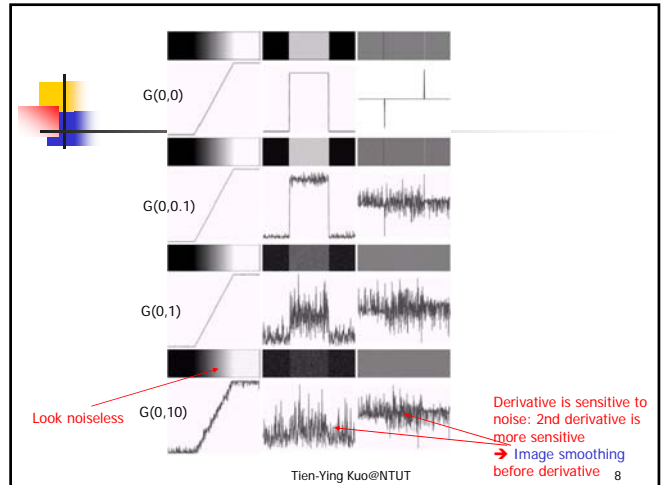 G(0,0)
G(0,0.1)
G(0,1)
G(0,10)
Look noiseless
Derivative is sensitive to
noise: 2nd derivative is
more sensitive
➔ Image smoothing
before derivative
Tien-Ying Kuo@NTUT
8